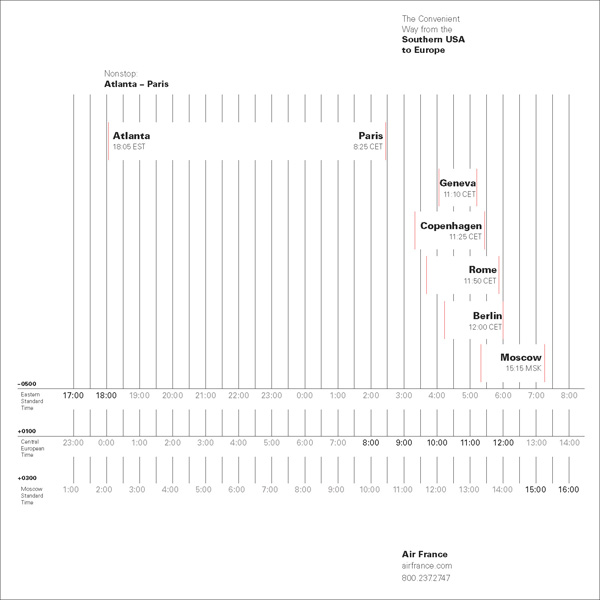 The Convenient
Way from the
Southern USA
to Europe
Nonstop:
Atlanta – Paris
Atlanta
18:05 EST
Paris
8:25 CET
Geneva
11:10 CET
Copenhagen
11:25 CET
Rome
11:50 CET
Berlin
12:00 CET
Moscow
15:15 MSK
–0500
Eastern
Standard
Time
17:00 18:00 19:00 20:00 21:00 22:00 23:00 0:00 1:00 2:00 3:00 4:00 5:00 6:00 7:00 8:00
+0100
Central
European
Time
23:00 0:00 1:00 2:00 3:00 4:00 5:00 6:00 7:00 8:00 9:00 10:00 11:00 12:00 13:00 14:00
+0300
Moscow
Standard
Time
1:00 2:00 3:00 4:00 5:00 6:00 7:00 8:00 9:00 10:00 11:00 12:00 13:00 14:00 15:00 16:00
Air France
airfrance.com
800 2372747